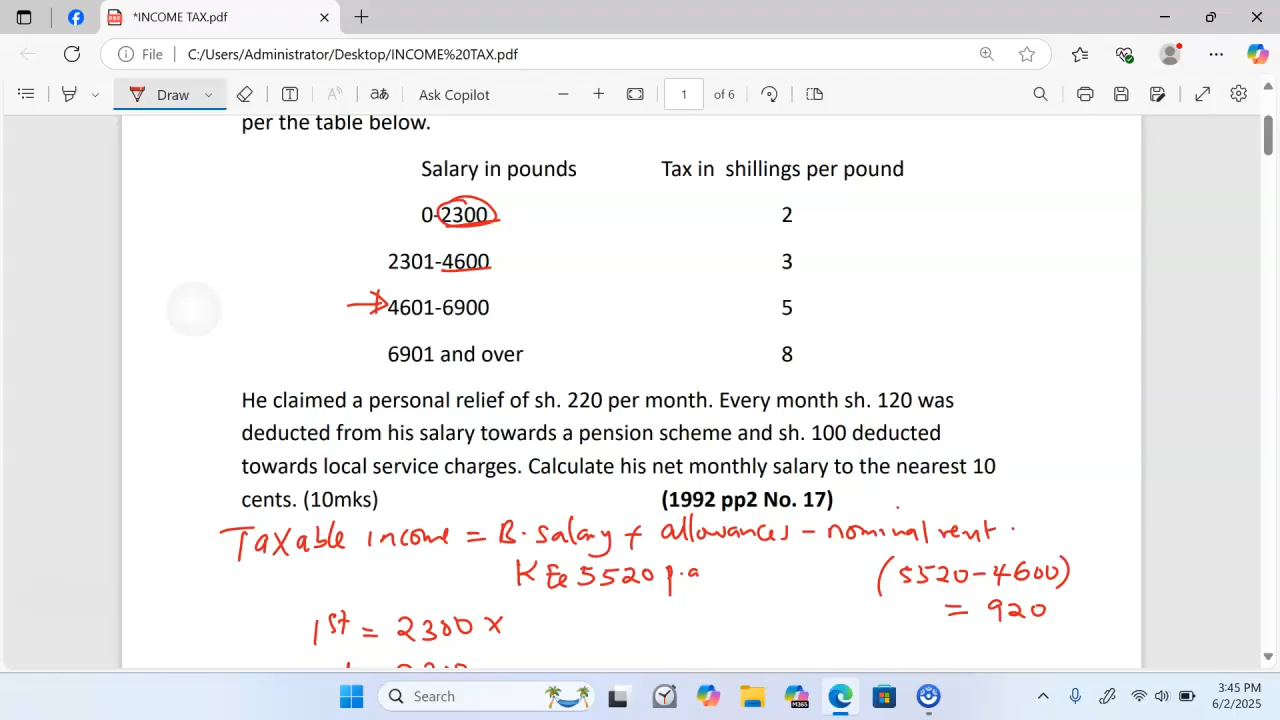 *INCOME TAX.pdf
File C:/Users/Administrator/Desktop/INCOME%20TAX.pdf
Draw Ask Copilot 1 of 6
per the table below.
Salary in pounds Tax in shillings per pound
0-2300 2
2301-4600 3
4601-6900 5
6901 and over 8
He claimed a personal relief of sh. 220 per month. Every month sh. 120 was
deducted from his salary towards a pension scheme and sh. 100 deducted
towards local service charges. Calculate his net monthly salary to the nearest 10
cents. (10mks) (1992 pp2 No. 17)
Taxable income = B. Salary + allowances - nominal rent.
5520 p.a (5520-4600)
= 920
1st = 2300 x
Search
3:45 PM
6/2/2025